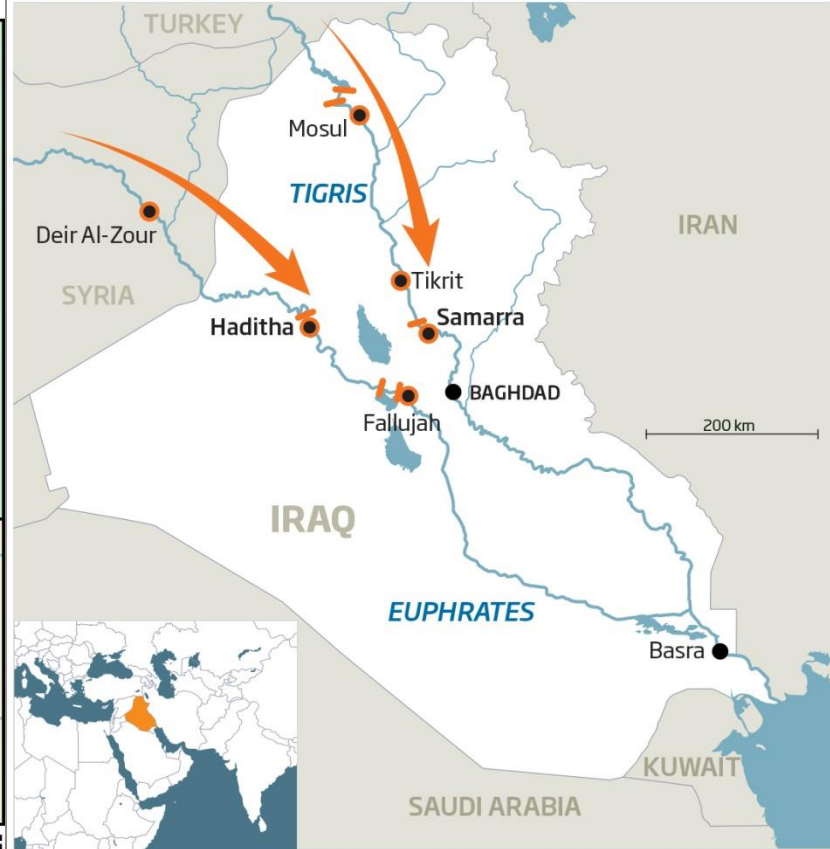 TURKEY
Mosul
TIGRIS
Deir Al-Zour
IRAN
SYRIA
Tikrit
Haditha
Samarra
BAGHDAD
Fallujah
200 km
IRAQ
EUPHRATES
Basra
KUWAIT
SAUDI ARABIA